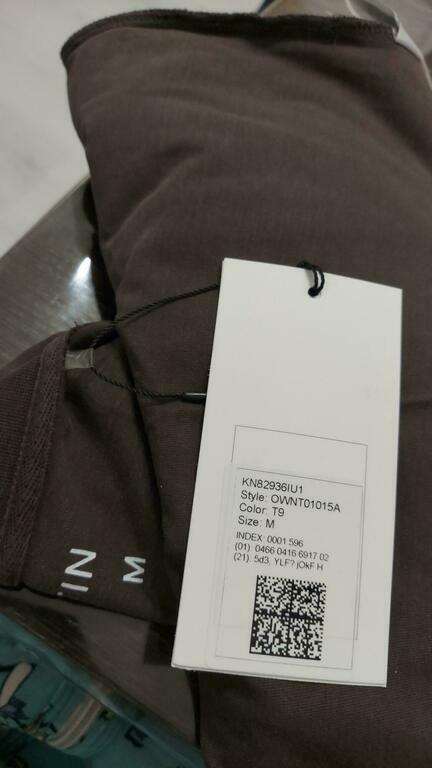 KN82936IU1
Style: OWNT01015A
Color: T9
Size: M
INDEX: 0001 596
(01): 0466 0416 6917 02
(21): 5d3, YLF? jOkF H
M